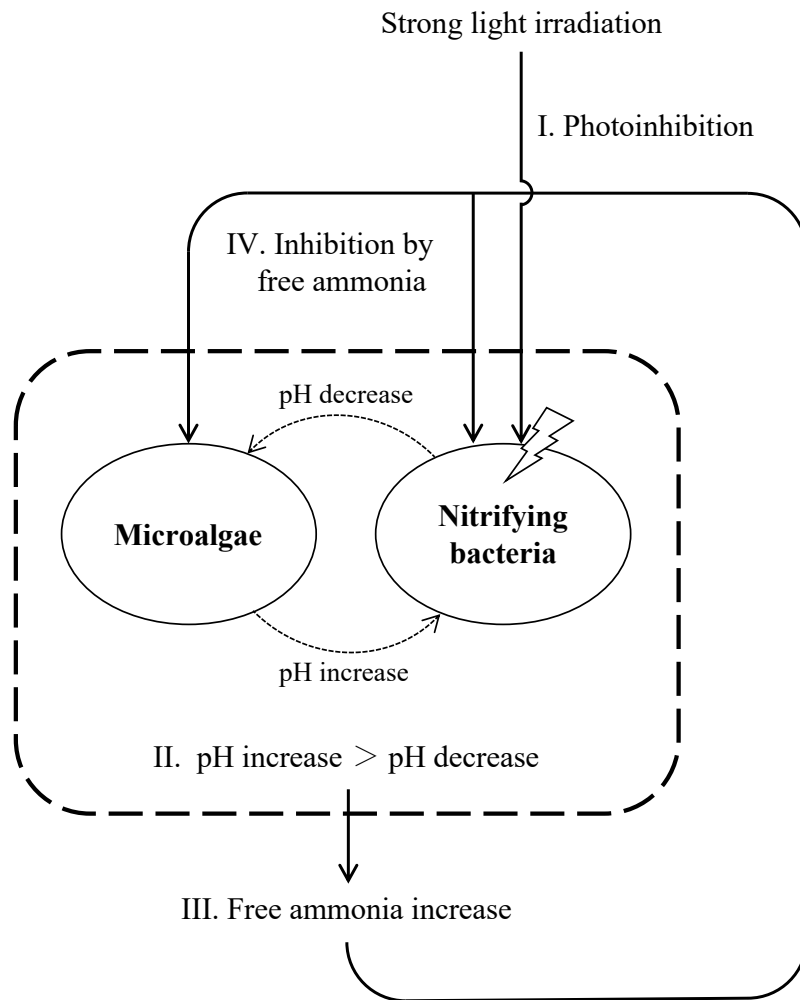 Strong light irradiation
I. Photoinhibition
IV. Inhibition by
free ammonia
pH decrease
Microalgae
Nitrifying
bacteria
pH increase
II. pH increase > pH decrease
III. Free ammonia increase